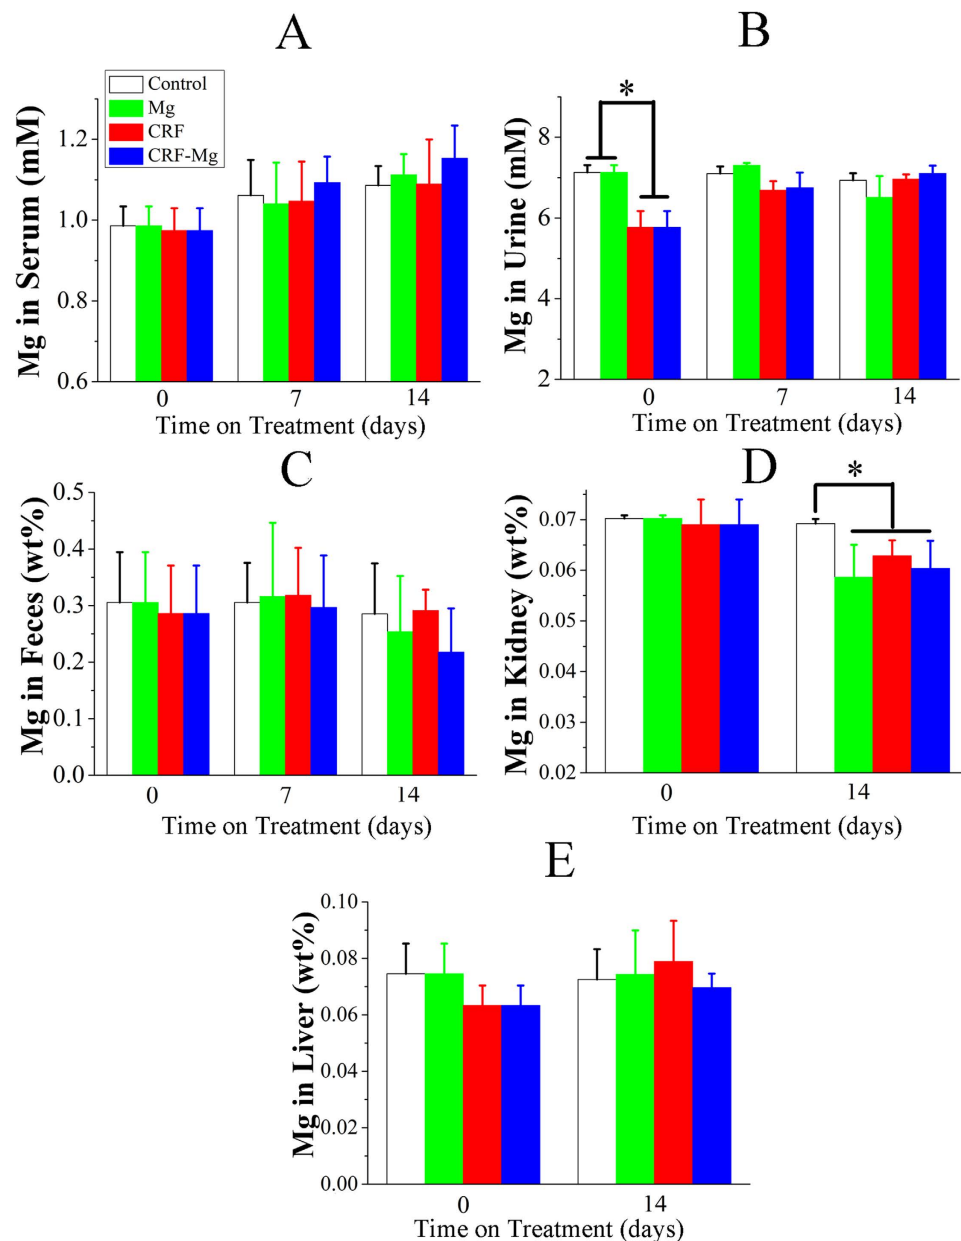 A
Control
Mg
CRF
CRF-Mg
Mg in Serum (mM)
1.2
1.0
0.8
0.6
0 7 14
Time on Treatment (days)
B
*
Mg in Urine (mM)
8
6
4
2
0 7 14
Time on Treatment (days)
C
Mg in Feces (wt%)
0.5
0.4
0.3
0.2
0.1
0.0
0 7 14
Time on Treatment (days)
D
*
Mg in Kidney (wt%)
0.07
0.06
0.05
0.04
0.03
0.02
0 14
Time on Treatment (days)
E
Mg in Liver (wt%)
0.10
0.08
0.06
0.04
0.02
0.00
0 14
Time on Treatment (days)